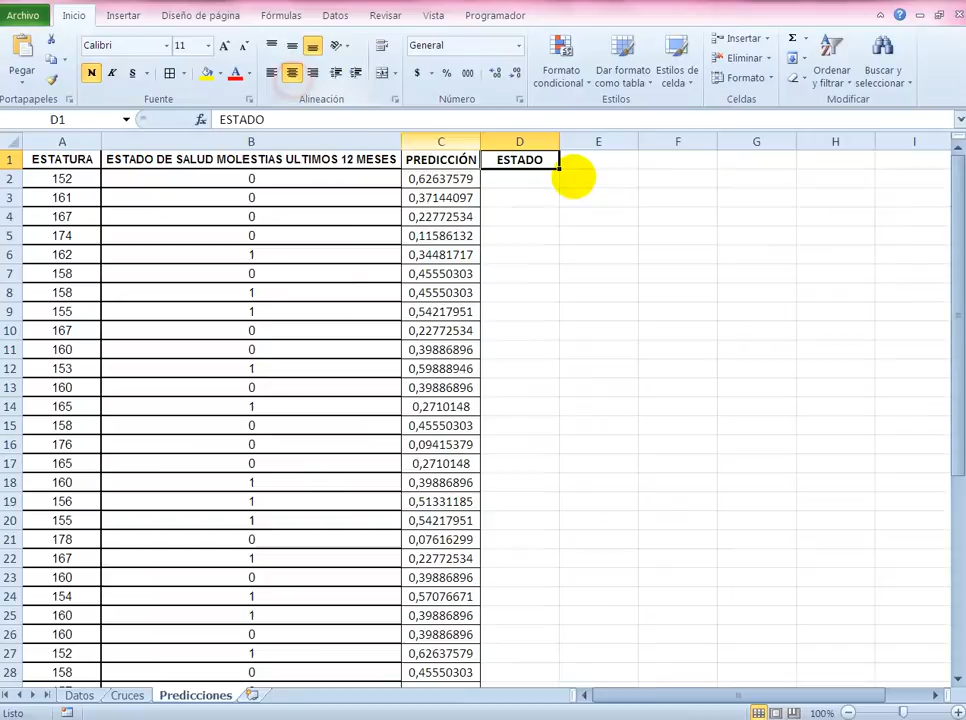 Archivo Inicio Insertar Diseño de página Fórmulas Datos Revisar Vista Programador
Pegar
Calibri 11
N K S
General
$ % 000
Formato condicional
Dar formato como tabla
Estilos de celda
Insertar
Eliminar
Formato
Σ
Ordenar y filtrar
Buscar y seleccionar
Portapapeles Fuente Alineación Número Estilos Celdas Modificar
D1 fx ESTADO
A B C D E F G H I
1 ESTATURA ESTADO DE SALUD MOLESTIAS ULTIMOS 12 MESES PREDICCIÓN ESTADO
2 152 0 0,62637579
3 161 0 0,37144097
4 167 0 0,22772534
5 174 0 0,11586132
6 162 1 0,34481717
7 158 0 0,45550303
8 158 1 0,45550303
9 155 1 0,54217951
10 167 0 0,22772534
11 160 0 0,39886896
12 153 1 0,59888946
13 160 0 0,39886896
14 165 1 0,2710148
15 158 0 0,45550303
16 176 0 0,09415379
17 165 0 0,2710148
18 160 1 0,39886896
19 156 1 0,51331185
20 155 1 0,54217951
21 178 0 0,07616299
22 167 1 0,22772534
23 160 0 0,39886896
24 154 1 0,57076671
25 160 1 0,39886896
26 160 0 0,39886896
27 152 1 0,62637579
28 158 0 0,45550303
Datos Cruces Predicciones
Listo 100%